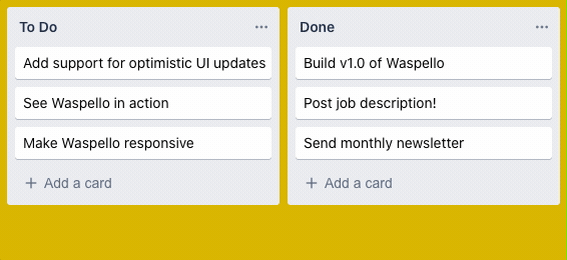 To Do
Add support for optimistic UI updates
See Waspello in action
Make Waspello responsive
+ Add a card
Done
Build v1.0 of Waspello
Post job description!
Send monthly newsletter
+ Add a card